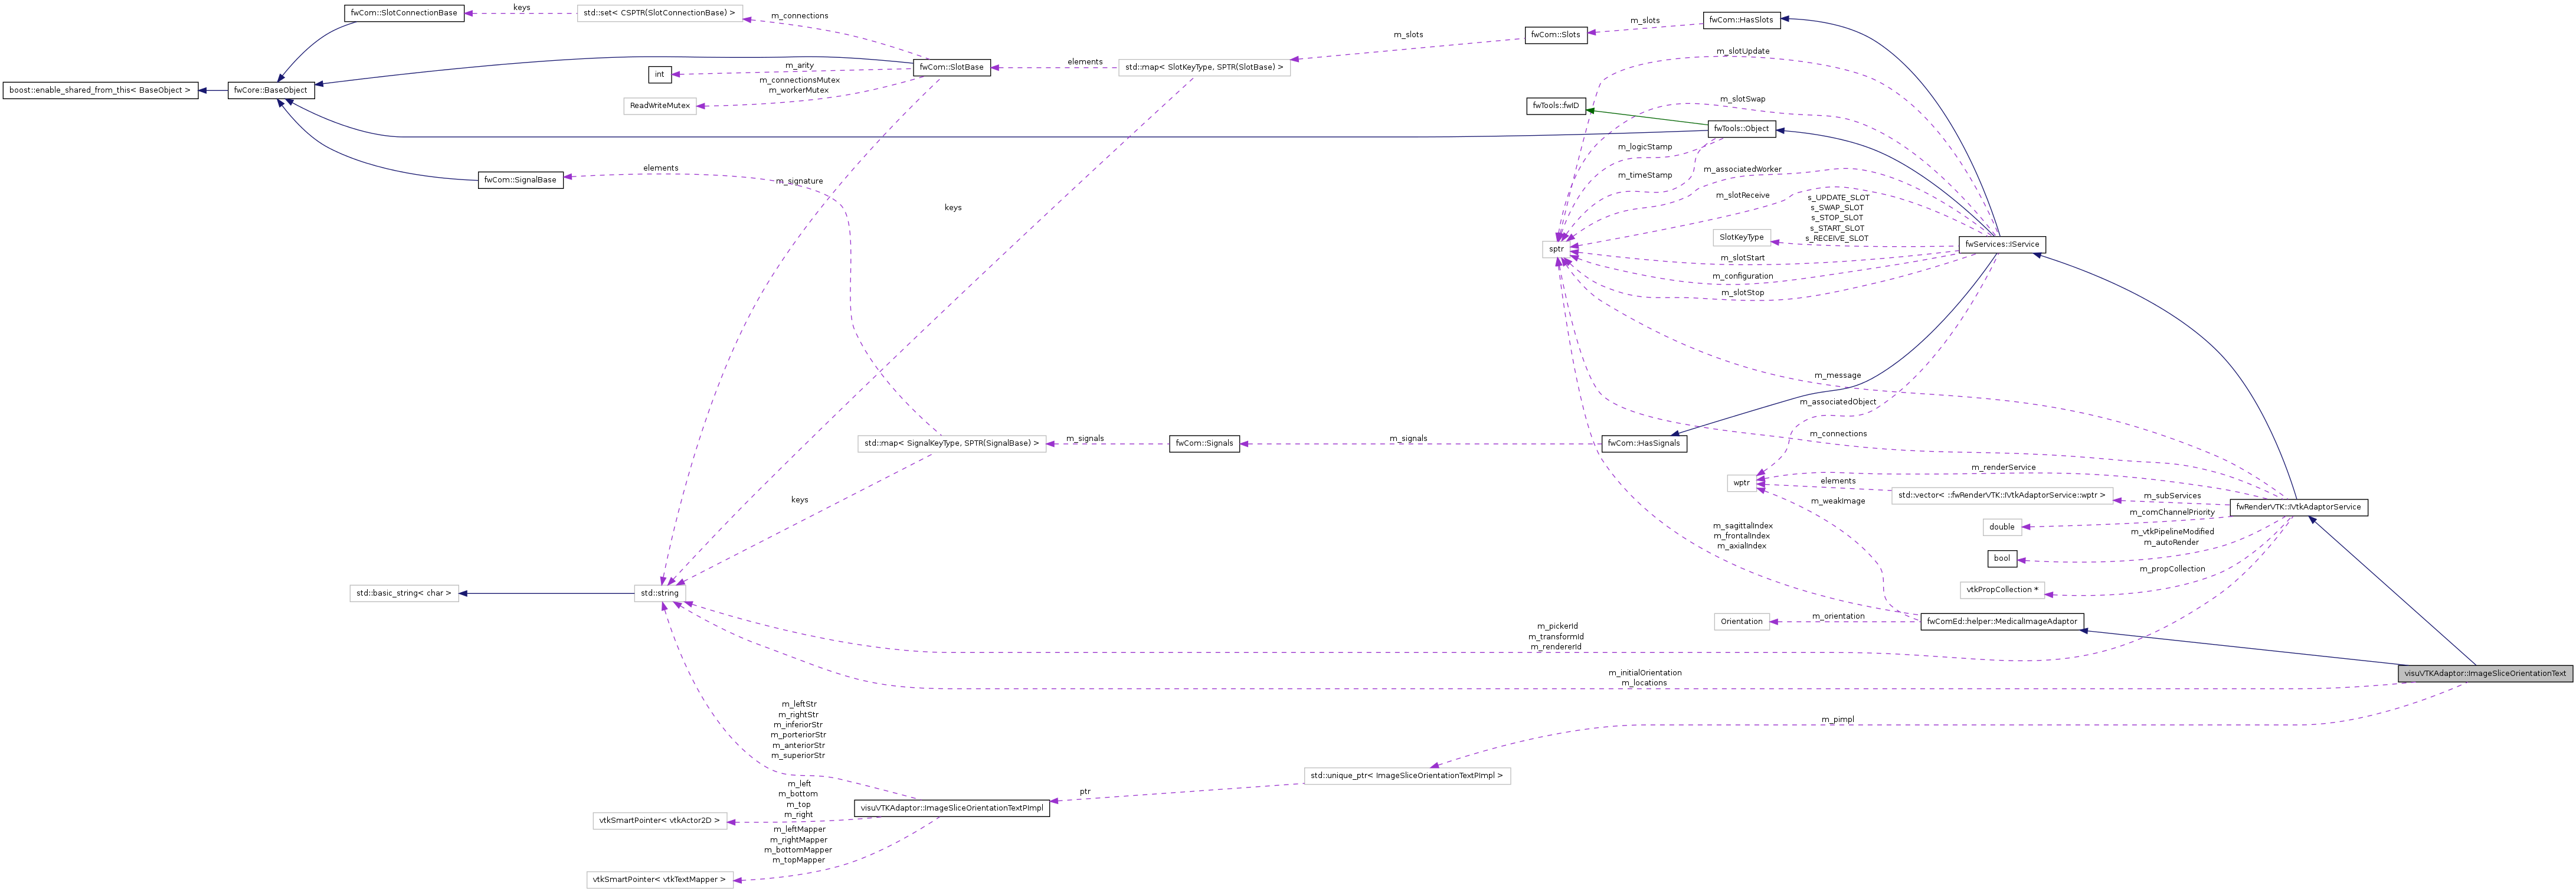 fwCom::SlotConnectionBase
keys
std::set< CSPTR(SlotConnectionBase) >
m_connections
fwCom::HasSlots
m_slots
fwCom::Slots
m_slots
m_slotUpdate
int
m_arity
fwCom::SlotBase
elements
std::map< SlotKeyType, SPTR(SlotBase) >
boost::enable_shared_from_this< BaseObject >
fwCore::BaseObject
m_connectionsMutex
m_workerMutex
ReadWriteMutex
m_slotSwap
fwTools::fwID
fwTools::Object
m_logicStamp
m_associatedWorker
m_timeStamp
fwCom::SignalBase
elements
m_signature
m_slotReceive
s_UPDATE_SLOT
s_SWAP_SLOT
s_STOP_SLOT
s_START_SLOT
s_RECEIVE_SLOT
keys
SlotKeyType
fwServices::IService
sptr
m_slotStart
m_configuration
m_slotStop
m_message
m_associatedObject
m_connections
std::map< SignalKeyType, SPTR(SignalBase) >
m_signals
fwCom::Signals
m_signals
fwCom::HasSignals
m_renderService
wptr
elements
std::vector< ::fwRenderVTK::IVtkAdaptorService::wptr >
m_subServices
fwRenderVTK::IVtkAdaptorService
keys
m_weakImage
m_comChannelPriority
double
m_sagittalIndex
m_frontalIndex
m_axialIndex
m_vtkPipelineModified
m_autoRender
bool
m_propCollection
vtkPropCollection *
std::basic_string< char >
std::string
Orientation
m_orientation
fwComEd::helper::MedicalImageAdaptor
m_pickerId
m_transformId
m_rendererId
m_initialOrientation
m_locations
visuVTKAdaptor::ImageSliceOrientationText
m_leftStr
m_rightStr
m_inferiorStr
m_porteriorStr
m_anteriorStr
m_superiorStr
m_pimpl
std::unique_ptr< ImageSliceOrientationTextPImpl >
ptr
visuVTKAdaptor::ImageSliceOrientationTextPImpl
m_left
m_bottom
m_top
m_right
vtkSmartPointer< vtkActor2D >
m_leftMapper
m_rightMapper
m_bottomMapper
m_topMapper
vtkSmartPointer< vtkTextMapper >